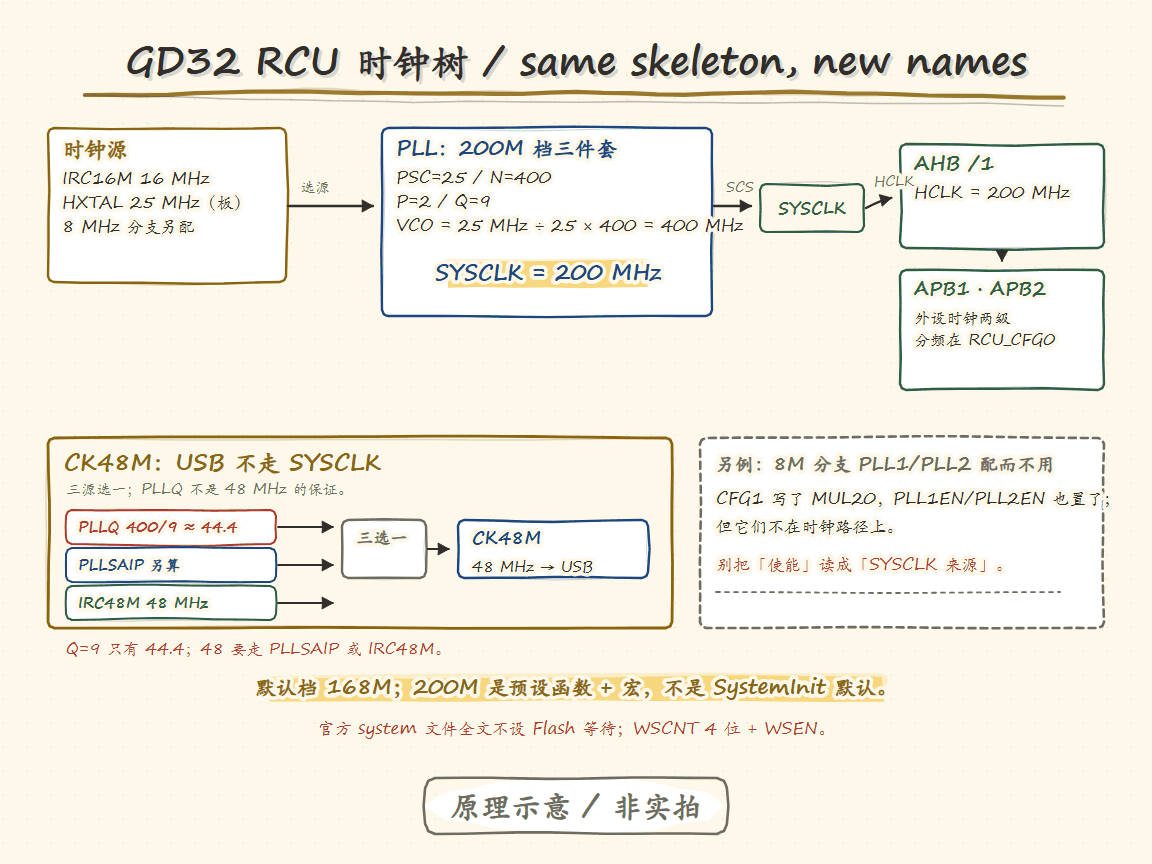 GD32 RCU 时钟树 / same skeleton, new names
时钟源
IRC16M 16 MHz
HXTAL 25 MHz（板）
8 MHz 分支另配
选源
PLL：200M 档三件套
PSC=25 / N=400
P=2 / Q=9
VCO = 25 MHz ÷ 25 × 400 = 400 MHz
SYSCLK = 200 MHz
SCS
SYSCLK
HCLK
AHB /1
HCLK = 200 MHz
APB1 · APB2
外设时钟两级
分频在 RCU_CFG0
CK48M：USB 不走 SYSCLK
三源选一；PLLQ 不是 48 MHz 的保证。
PLLQ 400/9 ≈ 44.4
PLLSAIP 另算
IRC48M 48 MHz
三选一
CK48M
48 MHz → USB
另例：8M 分支 PLL1/PLL2 配而不用
CFG1 写了 MUL20，PLL1EN/PLL2EN 也置了；
但它们不在时钟路径上。
别把「使能」读成「SYSCLK 来源」。
Q=9 只有 44.4；48 要走 PLLSAIP 或 IRC48M。
默认档 168M；200M 是预设函数 + 宏，不是 SystemInit 默认。
官方 system 文件全文不设 Flash 等待；WSCNT 4 位 + WSEN。
原理示意 / 非实拍